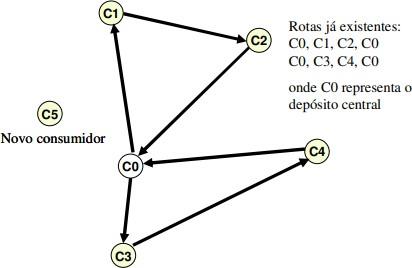 C1
Rotas já existentes:
C0, C1, C2, C0
C0, C3, C4, C0
C2
onde C0 representa o
depósito central
C5
Novo consumidor
C4
C0
C3